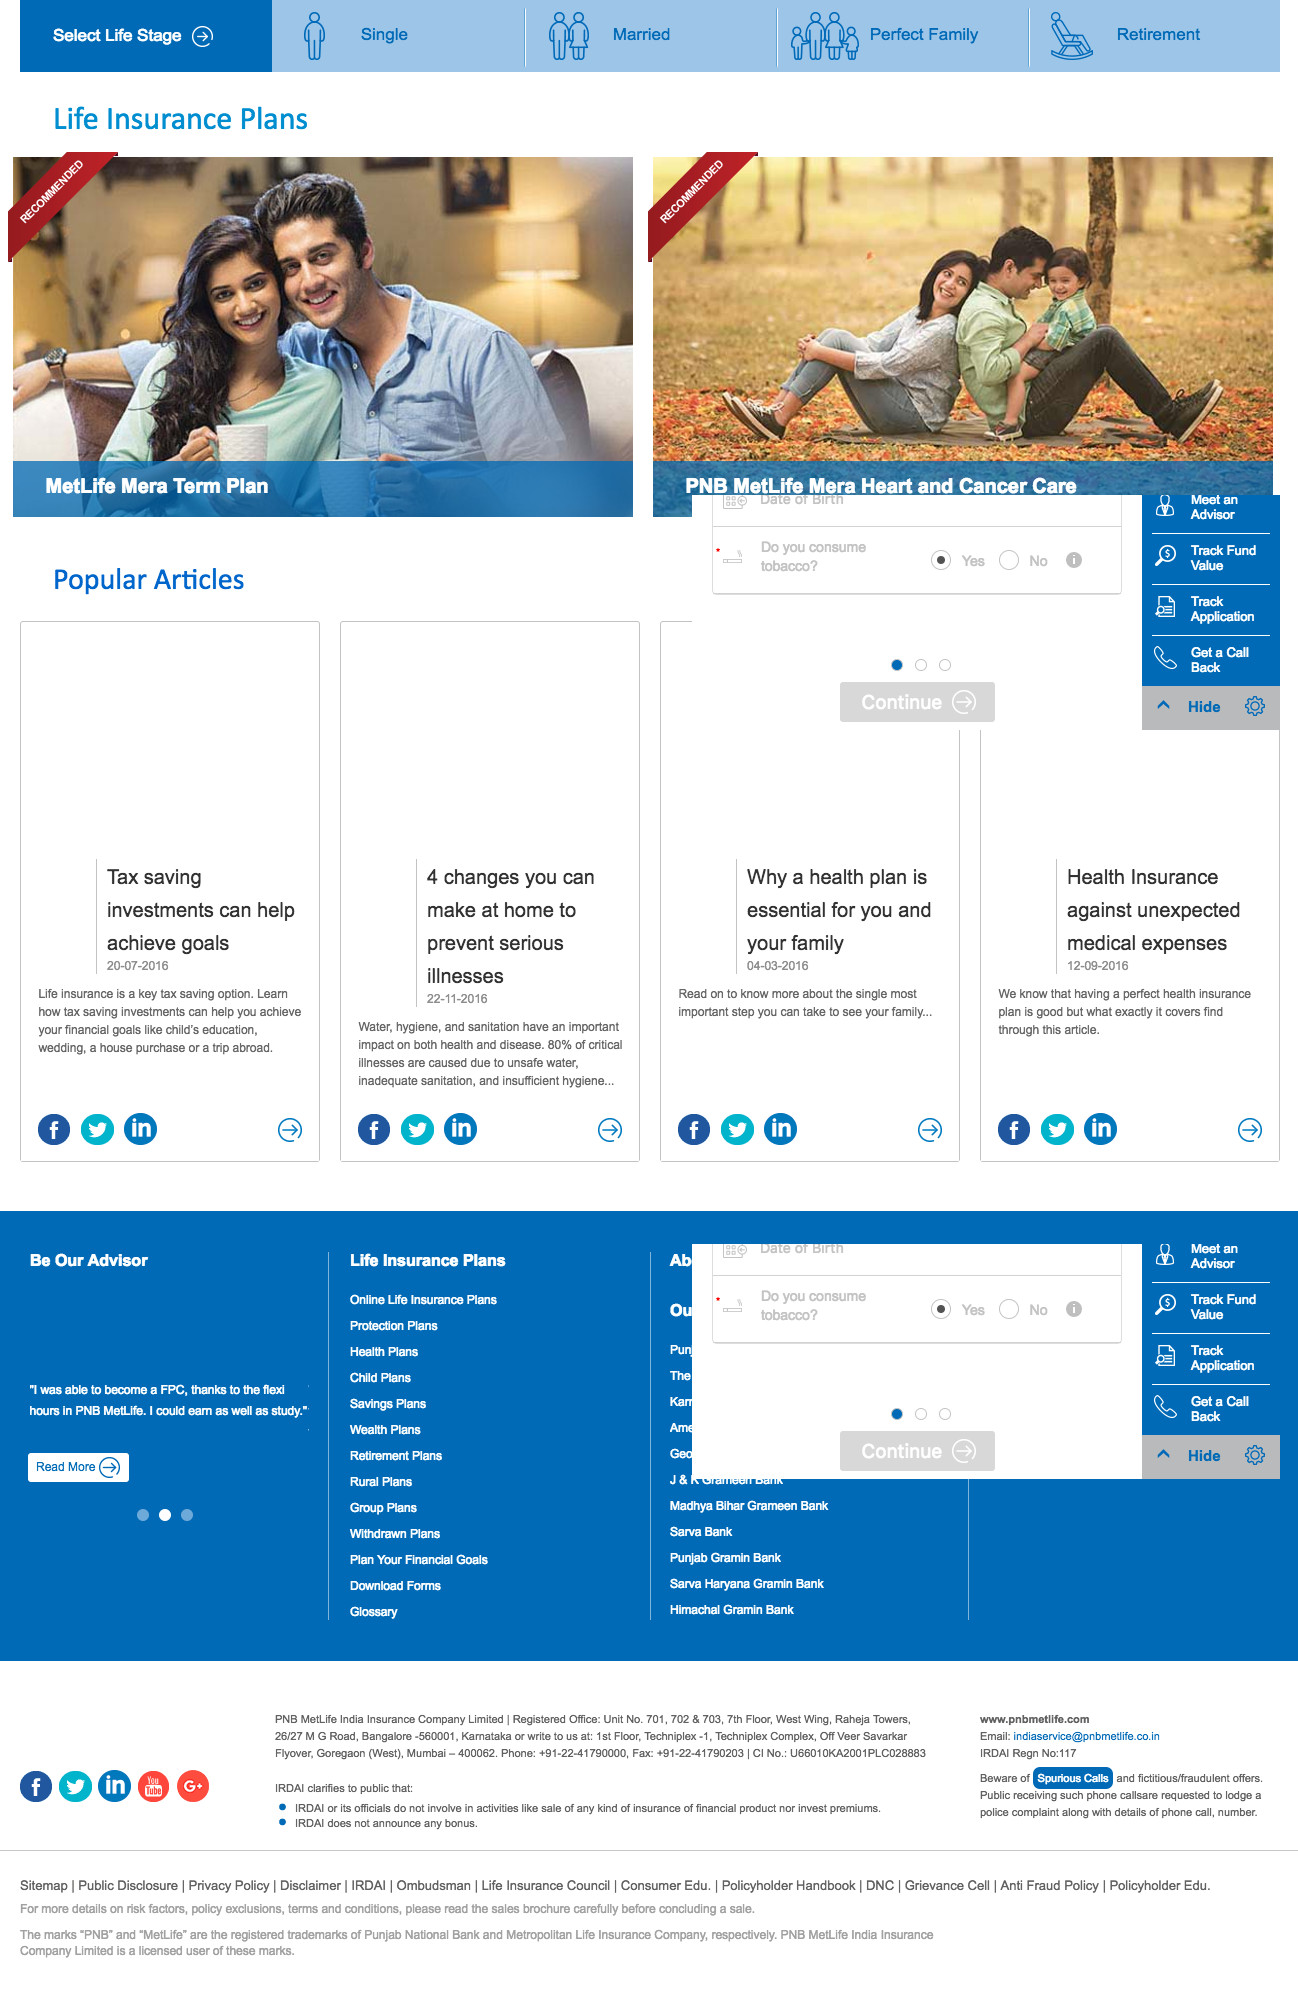 Select Life Stage
Single
Married
Perfect Family
Retirement
Life Insurance Plans
RECOMMENDED
RECOMMENDED
MetLife Mera Term Plan
PNB MetLife Mera Heart and Cancer Care
Date of Birth
* Do you consume
tobacco?
Yes
No
Meet an
Advisor
Track Fund
Value
Track
Application
Get a Call
Back
Continue
Hide
Popular Articles
Tax saving
investments can help
achieve goals
20-07-2016
Life insurance is a key tax saving option. Learn
how tax saving investments can help you achieve
your financial goals like child's education,
wedding, a house purchase or a trip abroad.
4 changes you can
make at home to
prevent serious
illnesses
22-11-2016
Water, hygiene, and sanitation have an important
impact on both health and disease. 80% of critical
illnesses are caused due to unsafe water,
inadequate sanitation, and insufficient hygiene...
Why a health plan is
essential for you and
your family
04-03-2016
Read on to know more about the single most
important step you can take to see your family...
Health Insurance
against unexpected
medical expenses
12-09-2016
We know that having a perfect health insurance
plan is good but what exactly it covers find
through this article.
Be Our Advisor
"I was able to become a FPC, thanks to the flexi
hours in PNB MetLife. I could earn as well as study."
Read More
Life Insurance Plans
Online Life Insurance Plans
Protection Plans
Health Plans
Child Plans
Savings Plans
Wealth Plans
Retirement Plans
Rural Plans
Group Plans
Withdrawn Plans
Plan Your Financial Goals
Download Forms
Glossary
Ab
Ou
Punj
The
Karn
Ame
Geo
J & K Grameen Bank
Madhya Bihar Grameen Bank
Sarva Bank
Punjab Gramin Bank
Sarva Haryana Gramin Bank
Himachal Gramin Bank
Date of Birth
* Do you consume
tobacco?
Yes
No
Continue
Meet an
Advisor
Track Fund
Value
Track
Application
Get a Call
Back
Hide
PNB MetLife India Insurance Company Limited | Registered Office: Unit No. 701, 702 & 703, 7th Floor, West Wing, Raheja Towers,
26/27 M G Road, Bangalore -560001, Karnataka or write to us at: 1st Floor, Techniplex -1, Techniplex Complex, Off Veer Savarkar
Flyover, Goregaon (West), Mumbai – 400062. Phone: +91-22-41790000, Fax: +91-22-41790203 | CI No.: U66010KA2001PLC028883
IRDAI clarifies to public that:
IRDAI or its officials do not involve in activities like sale of any kind of insurance of financial product nor invest premiums.
IRDAI does not announce any bonus.
www.pnbmetlife.com
Email: indiaservice@pnbmetlife.co.in
IRDAI Regn No:117
Beware of Spurious Calls and fictitious/fraudulent offers.
Public receiving such phone callsare requested to lodge a
police complaint along with details of phone call, number.
You Tube
Sitemap | Public Disclosure | Privacy Policy | Disclaimer | IRDAI | Ombudsman | Life Insurance Council | Consumer Edu. | Policyholder Handbook | DNC | Grievance Cell | Anti Fraud Policy | Policyholder Edu.
For more details on risk factors, policy exclusions, terms and conditions, please read the sales brochure carefully before concluding a sale.
The marks "PNB" and "MetLife" are the registered trademarks of Punjab National Bank and Metropolitan Life Insurance Company, respectively. PNB MetLife India Insurance
Company Limited is a licensed user of these marks.